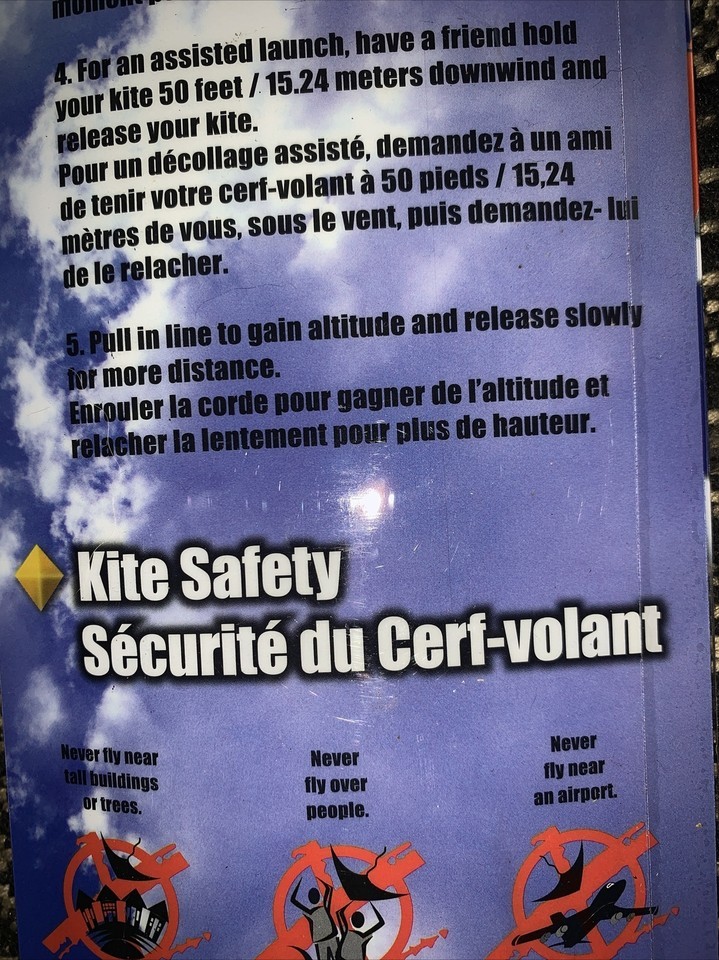 4. For an assisted launch, have a friend hold
your kite 50 feet / 15.24 meters downwind and
release your kite.
Pour un décollage assisté, demandez à un ami
de tenir votre cerf-volant à 50 pieds / 15,24
mètres de vous, sous le vent, puis demandez- lui
de le relacher.
5. Pull in line to gain altitude and release slowly
for more distance.
Enrouler la corde pour gagner de l'altitude et
relacher la lentement pour plus de hauteur.
Kite Safety
Sécurité du Cerf-volant
Never fly near
tall buildings
or trees.
Never
fly over
people.
Never
fly near
an airport.